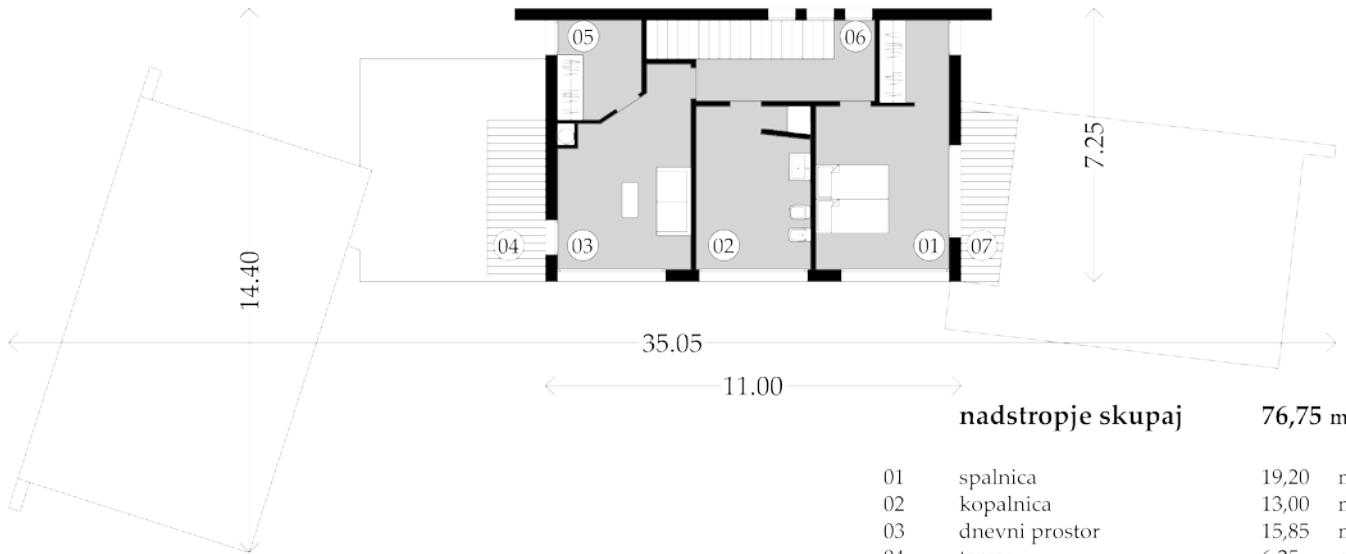 05
06
7.25
04
03
02
01
07
14.40
35.05
11.00
nadstropje skupaj 76,75 m
01 spalnica 19,20
02 kopalnica 13,00
03 dnevni prostor 15,85